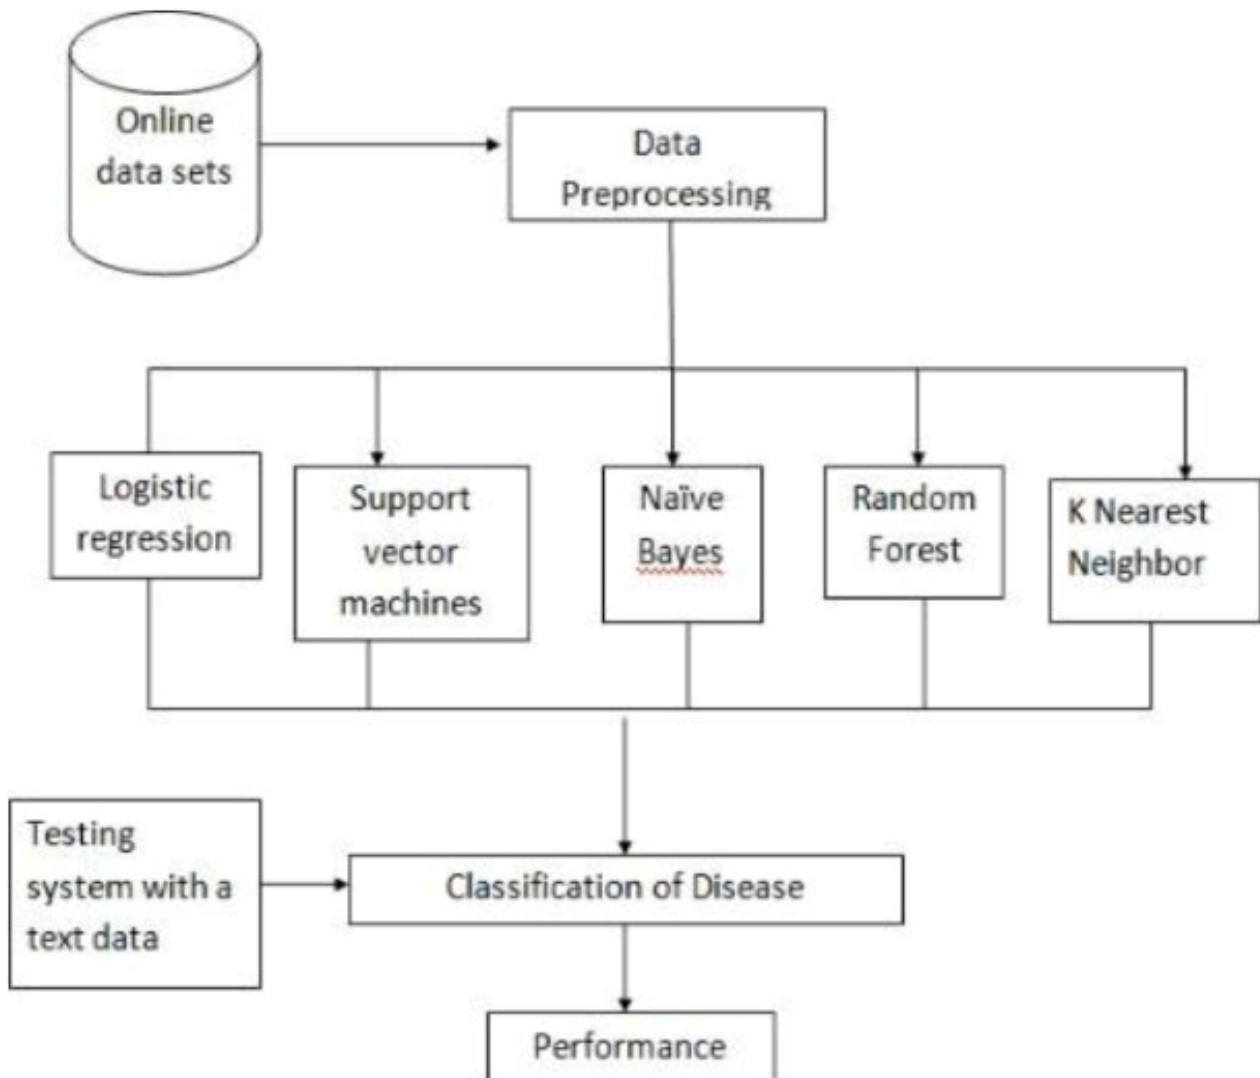 Online
data sets
Data
Preprocessing
Logistic
regression
Support
vector
machines
Naïve
Bayes
Random
Forest
K Nearest
Neighbor
Testing
system with a
text data
Classification of Disease
Performance